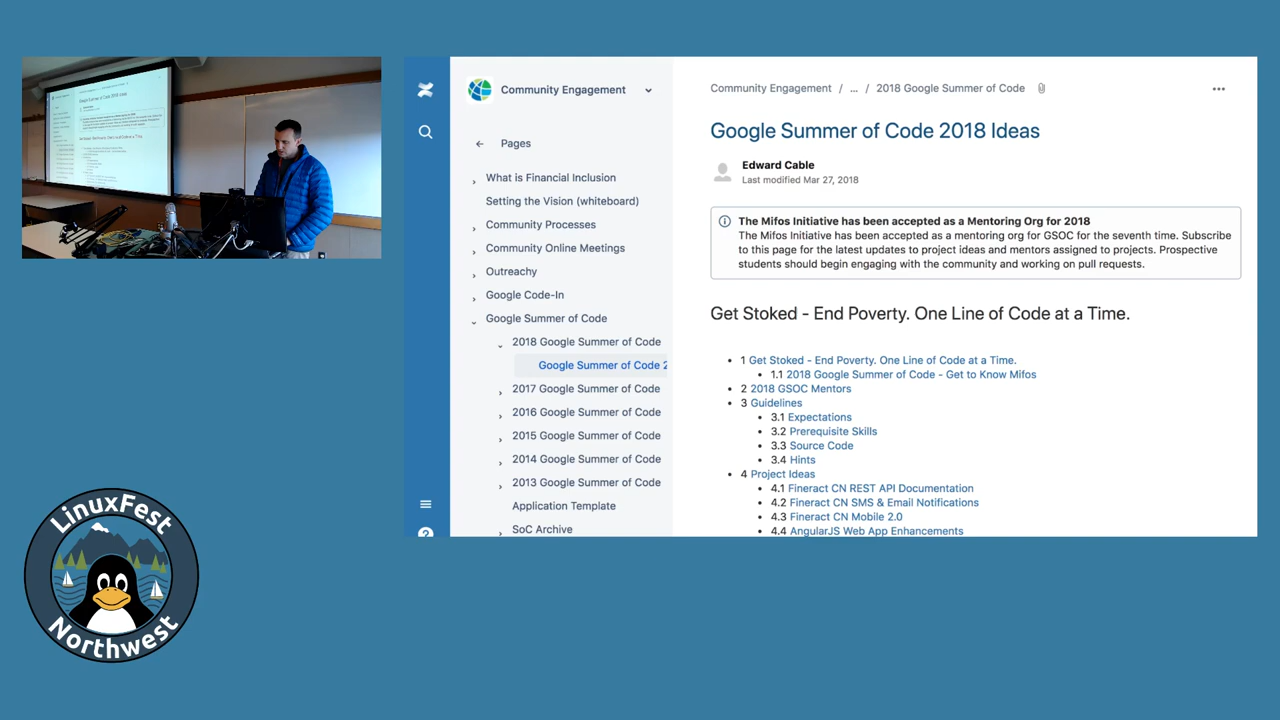 Community Engagement
Pages
What is Financial Inclusion
Setting the Vision (whiteboard)
Community Processes
Community Online Meetings
Outreachy
Google Code-In
Google Summer of Code
2018 Google Summer of Code
Google Summer of Code 2
2017 Google Summer of Code
2016 Google Summer of Code
2015 Google Summer of Code
2014 Google Summer of Code
2013 Google Summer of Code
Application Template
SoC Archive
Community Engagement / ... / 2018 Google Summer of Code
Google Summer of Code 2018 Ideas
Edward Cable
Last modified Mar 27, 2018
The Mifos Initiative has been accepted as a Mentoring Org for 2018
The Mifos Initiative has been accepted as a mentoring org for GSOC for the seventh time. Subscribe
to this page for the latest updates to project ideas and mentors assigned to projects. Prospective
students should begin engaging with the community and working on pull requests.
Get Stoked - End Poverty. One Line of Code at a Time.
1 Get Stoked - End Poverty. One Line of Code at a Time.
1.1 2018 Google Summer of Code - Get to Know Mifos
2 2018 GSOC Mentors
3 Guidelines
3.1 Expectations
3.2 Prerequisite Skills
3.3 Source Code
3.4 Hints
4 Project Ideas
4.1 Fineract CN REST API Documentation
4.2 Fineract CN SMS & Email Notifications
4.3 Fineract CN Mobile 2.0
4.4 AngularJS Web App Enhancements
LinuxFest
Northwest